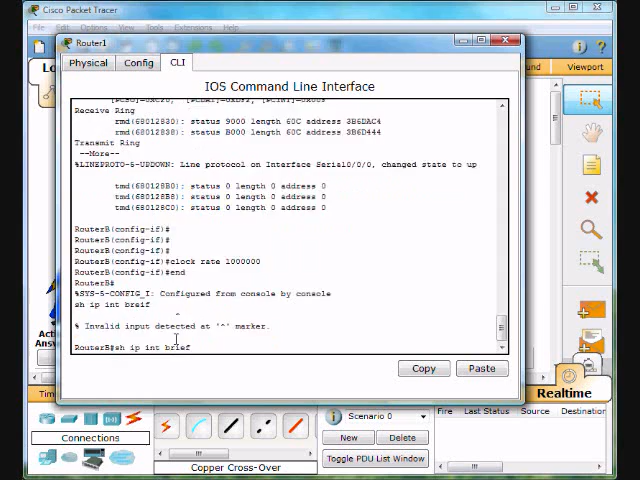 Cisco Packet Tracer
File Edit Options View Tools Extensions Help
Router1
Physical Config CLI
Viewport
IOS Command Line Interface
Receive Ring
rmd(68012830): status 9000 length 60C address 3B6DAC4
rmd(68012838): status B000 length 60C address 3B6D444
Transmit Ring
--More--
%LINEPROTO-5-UPDOWN: Line protocol on Interface Serial0/0/0, changed state to up
tmd(680128B0): status 0 length 0 address 0
tmd(680128B8): status 0 length 0 address 0
tmd(680128C0): status 0 length 0 address 0
RouterB(config-if)#
RouterB(config-if)#
RouterB(config-if)#
RouterB(config-if)#clock rate 1000000
RouterB(config-if)#end
RouterB#
%SYS-5-CONFIG_I: Configured from console by console
sh ip int breif
^
% Invalid input detected at '^' marker.
RouterB#sh ip int brief
Copy Paste
Realtime
Connections
Scenario 0
New Delete
Toggle PDU List Window
Fire Last Status Source Destination
Copper Cross-Over